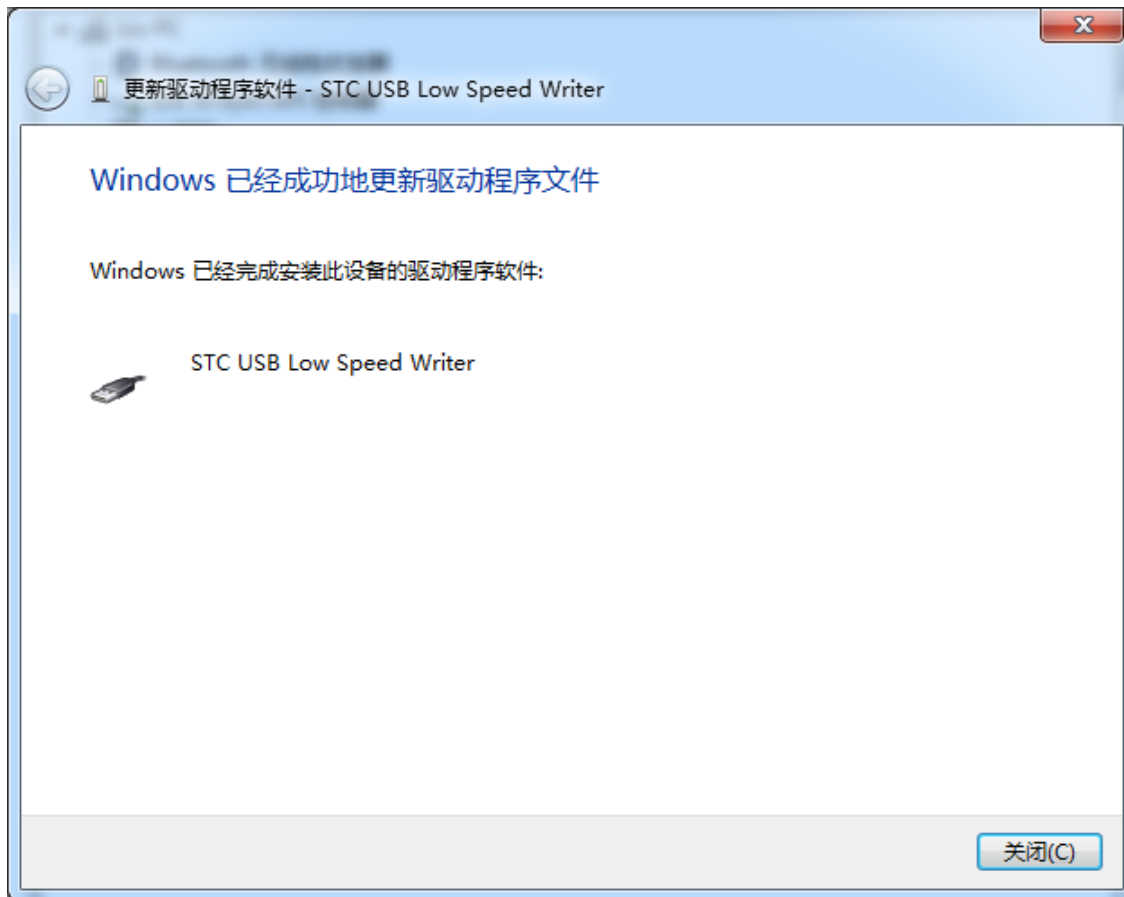 更新驱动程序软件 - STC USB Low Speed Writer
Windows 已经成功地更新驱动程序文件
Windows 已经完成安装此设备的驱动程序软件:
STC USB Low Speed Writer
关闭(C)